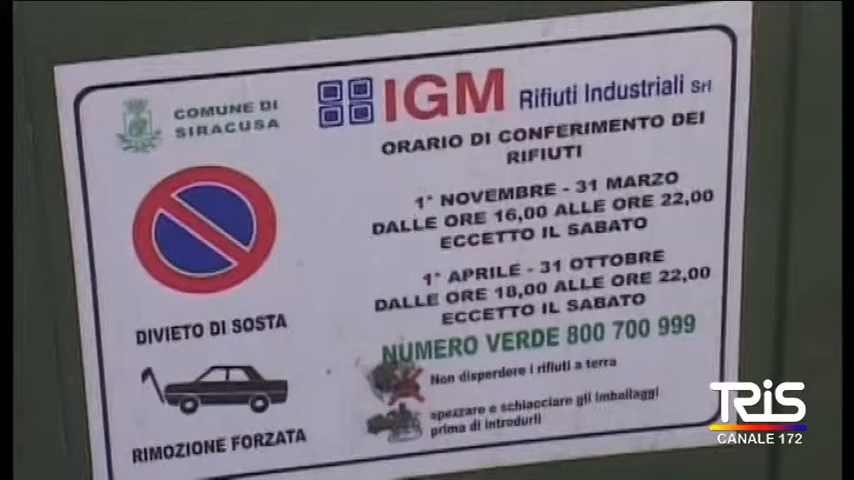 COMUNE DI
SIRACUSA
IGM Rifiuti Industriali Srl
ORARIO DI CONFERIMENTO DEI
RIFIUTI
1° NOVEMBRE - 31 MARZO
DALLE ORE 16,00 ALLE ORE 22,00
ECCETTO IL SABATO
1° APRILE - 31 OTTOBRE
DALLE ORE 18,00 ALLE ORE 22,00
ECCETTO IL SABATO
NUMERO VERDE 800 700 999
Non disperdere i rifiuti a terra
spezzare e schiacciare gli imballaggi
prima di introdurli
DIVIETO DI SOSTA
RIMOZIONE FORZATA
TRIS
CANALE 172